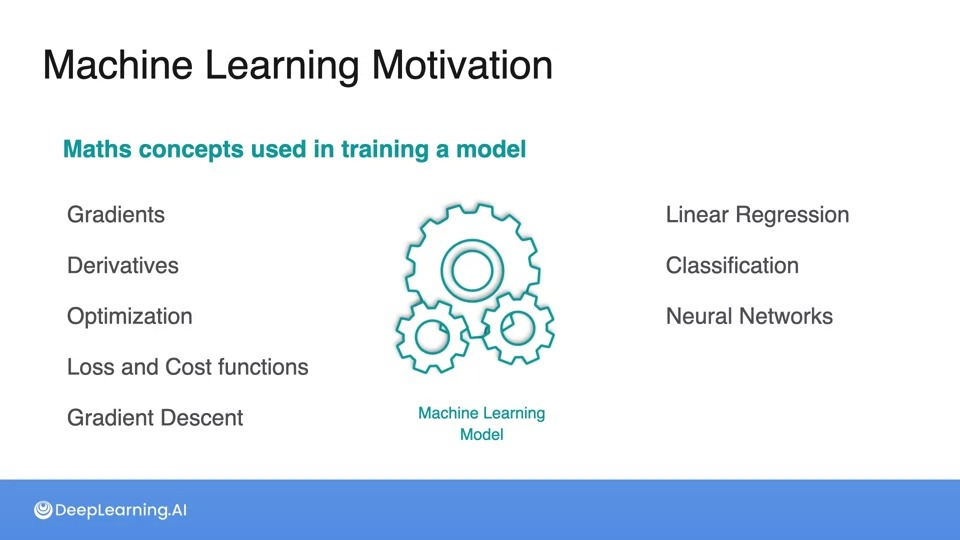 Machine Learning Motivation
Maths concepts used in training a model
Gradients
Derivatives
Optimization
Loss and Cost functions
Gradient Descent
Machine Learning
Model
Linear Regression
Classification
Neural Networks
DeepLearning.AI